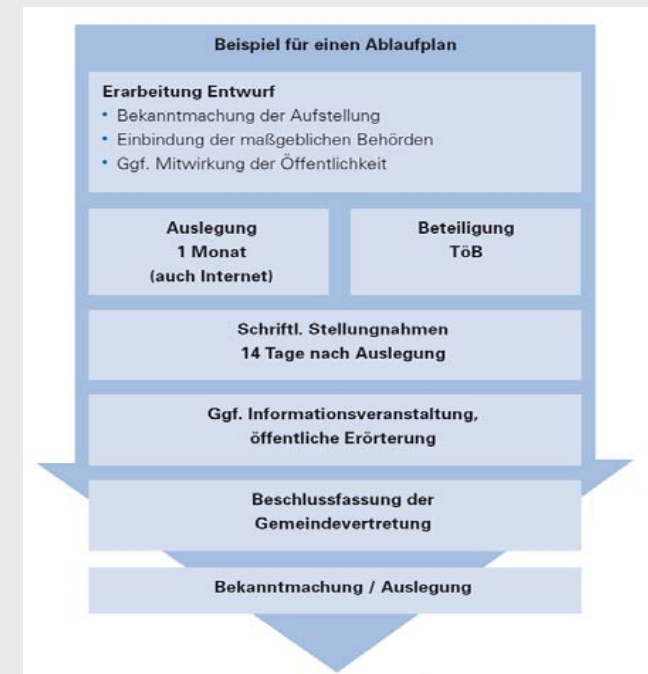 Beispiel für einen Ablaufplan
Erarbeitung Entwurf
• Bekanntmachung der Aufstellung
• Einbindung der maßgeblichen Behörden
• Ggf. Mitwirkung der Öffentlichkeit
Auslegung
1 Monat
(auch Internet)
Beteiligung
TöB
Schriftl. Stellungnahmen
14 Tage nach Auslegung
Ggf. Informationsveranstaltung,
öffentliche Erörterung
Beschlussfassung der
Gemeindevertretung
Bekanntmachung / Auslegung